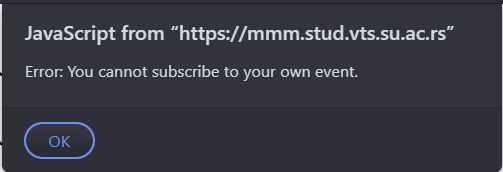 JavaScript from “https://mmm.stud.vts.su.ac.rs”
Error: You cannot subscribe to your own event.
OK